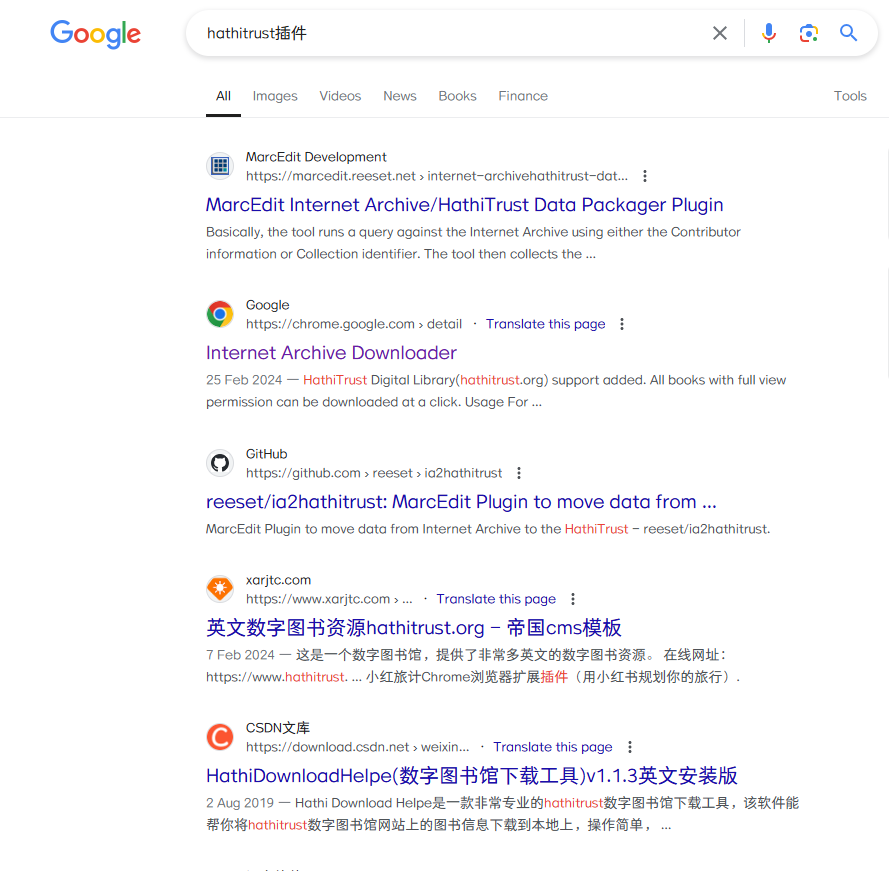 Google
hathitrust插件
All Images Videos News Books Finance Tools
MarcEdit Development
https://marcedit.reeset.net › internet-archivehathitrust-dat...
MarcEdit Internet Archive/HathiTrust Data Packager Plugin
Basically, the tool runs a query against the Internet Archive using either the Contributor
information or Collection identifier. The tool then collects the ...
Google
https://chrome.google.com › detail · Translate this page
Internet Archive Downloader
25 Feb 2024 — HathiTrust Digital Library(hathitrust.org) support added. All books with full view
permission can be downloaded at a click. Usage For ...
GitHub
https://github.com › reeset › ia2hathitrust
reeset/ia2hathitrust: MarcEdit Plugin to move data from ...
MarcEdit Plugin to move data from Internet Archive to the HathiTrust - reeset/ia2hathitrust.
xarjtc.com
https://www.xarjtc.com › ... · Translate this page
英文数字图书资源hathitrust.org - 帝国cms模板
7 Feb 2024 — 这是一个数字图书馆，提供了非常多英文的数字图书资源。 在线网址：
https://www.hathitrust. ... 小红旅计Chrome浏览器扩展插件（用小红书规划你的旅行）.
CSDN文库
https://download.csdn.net › weixin... · Translate this page
HathiDownloadHelpe(数字图书馆下载工具)v1.1.3英文安装版
2 Aug 2019 — Hathi Download Helpe是一款非常专业的hathitrust数字图书馆下载工具，该软件能
帮你将hathitrust数字图书馆网站上的图书信息下载到本地上，操作简单， ...